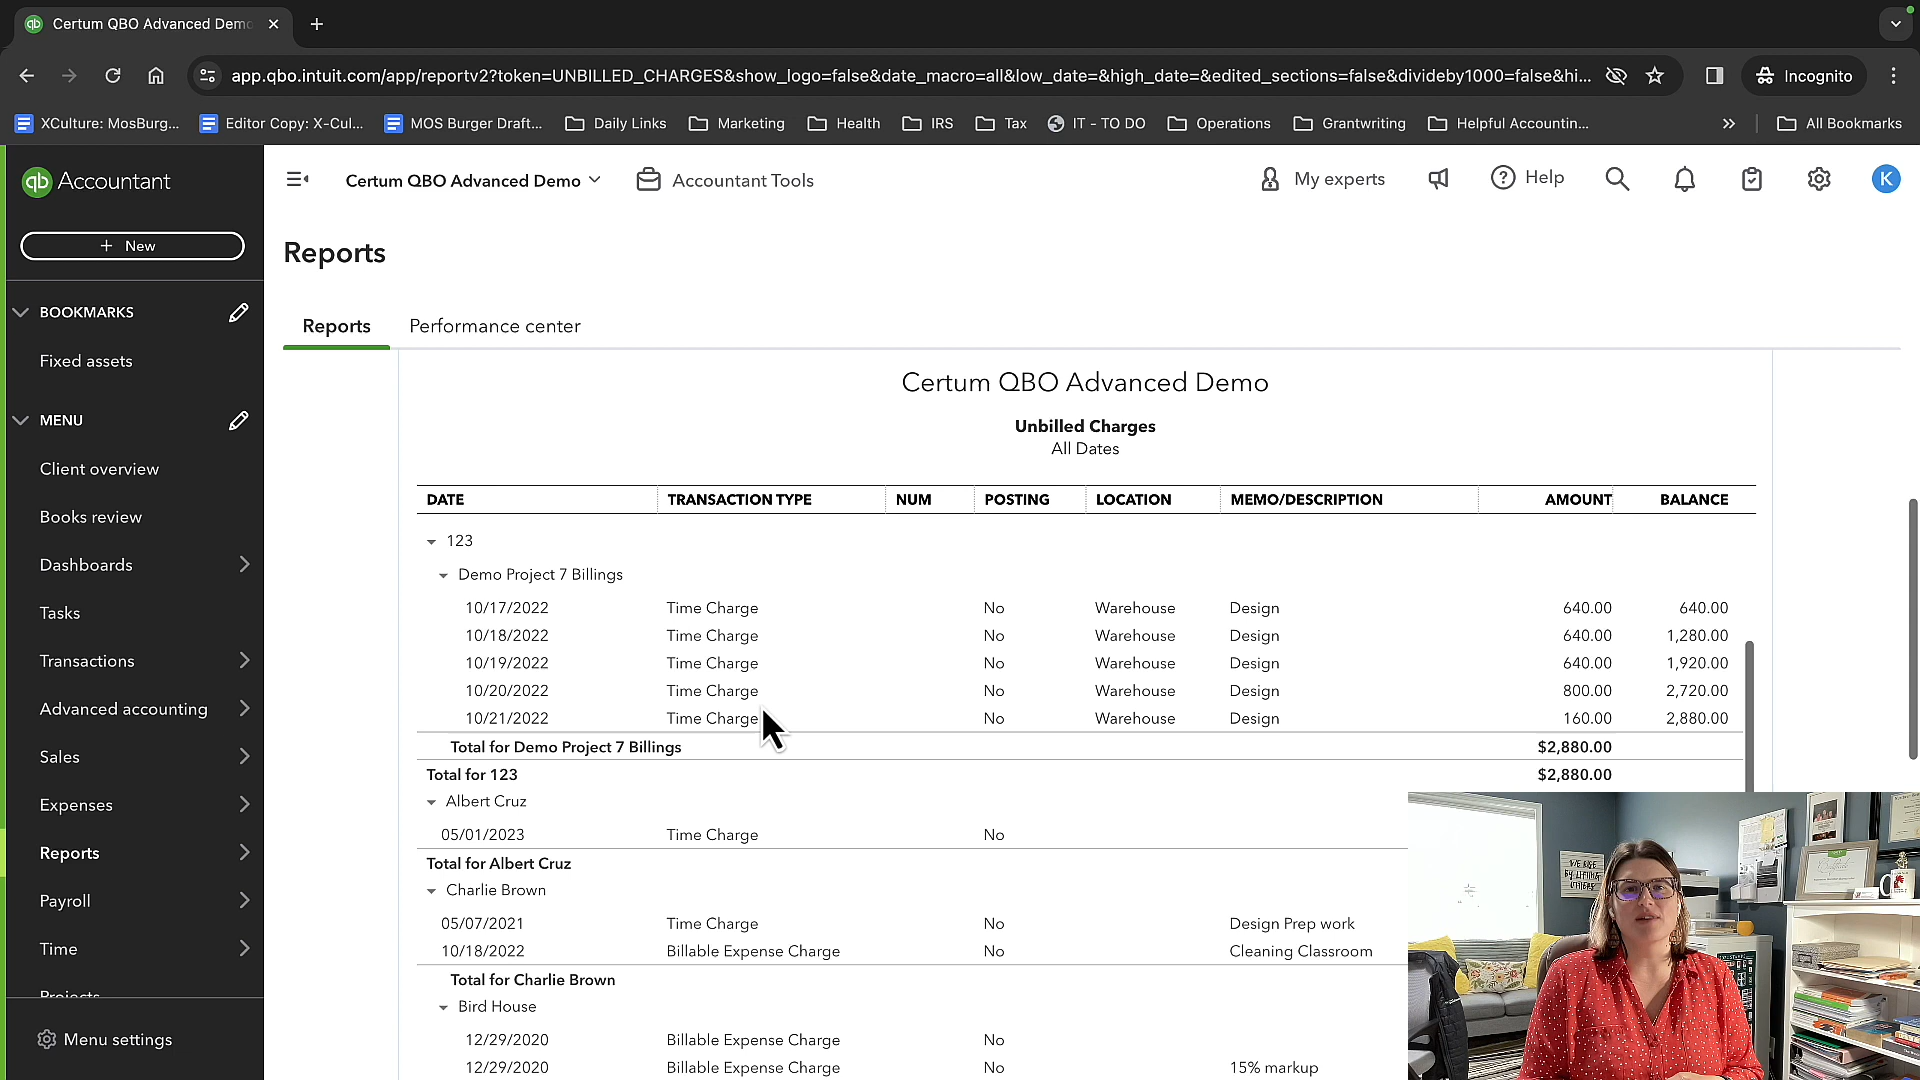 Certum QBO Advanced Demo
app.qbo.intuit.com/app/reportv2?token=UNBILLED_CHARGES&show_logo=false&date_macro=all&low_date=&high_date=&edited_sections=false&divideby1000=false&hi...
Incognito
XCulture: MosBurg...
Editor Copy: X-Cul...
MOS Burger Draft...
Daily Links
Marketing
Health
IRS
Tax
IT - TO DO
Operations
Grantwriting
Helpful Accountin...
All Bookmarks
qb Accountant
Certum QBO Advanced Demo
Accountant Tools
My experts
Help
K
+ New
BOOKMARKS
Fixed assets
MENU
Client overview
Books review
Dashboards
Tasks
Transactions
Advanced accounting
Sales
Expenses
Reports
Payroll
Time
Projects
Menu settings
Reports
Reports Performance center
Certum QBO Advanced Demo
Unbilled Charges
All Dates
DATE TRANSACTION TYPE NUM POSTING LOCATION MEMO/DESCRIPTION AMOUNT BALANCE
123
Demo Project 7 Billings
10/17/2022 Time Charge No Warehouse Design 640.00 640.00
10/18/2022 Time Charge No Warehouse Design 640.00 1,280.00
10/19/2022 Time Charge No Warehouse Design 640.00 1,920.00
10/20/2022 Time Charge No Warehouse Design 800.00 2,720.00
10/21/2022 Time Charge No Warehouse Design 160.00 2,880.00
Total for Demo Project 7 Billings $2,880.00
Total for 123 $2,880.00
Albert Cruz
05/01/2023 Time Charge No
Total for Albert Cruz
Charlie Brown
05/07/2021 Time Charge No Design Prep work
10/18/2022 Billable Expense Charge No Cleaning Classroom
Total for Charlie Brown
Bird House
12/29/2020 Billable Expense Charge No
12/29/2020 Billable Expense Charge No 15% markup
WE RISE
BY LIFTING
OTHERS